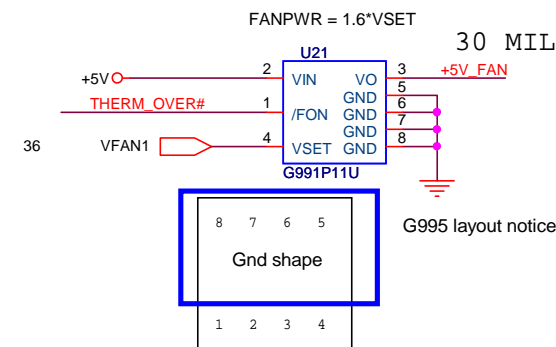 FANPWR = 1.6*VSET
30 MIL
U21
+5V 2 VIN VO 3 +5V_FAN
GND 5
THERM_OVER# 1 /FON GND 6
GND 7
36 VFAN1 4 VSET GND 8
G991P11U
G995 layout notice
8 7 6 5
Gnd shape
1 2 3 4